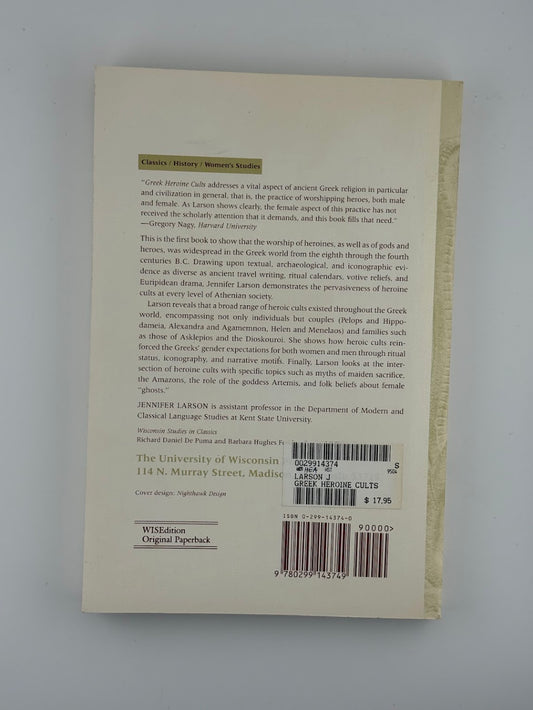 Classics / History / Women's Studies
"Greek Heroine Cults addresses a vital aspect of ancient Greek religion in particular
and civilization in general, that is, the practice of worshipping heroes, both male
and female. As Larson shows clearly, the female aspect of this practice has not
received the scholarly attention that it demands, and this book fills that need."
—Gregory Nagy, Harvard University
This is the first book to show that the worship of heroines, as well as of gods and
heroes, was widespread in the Greek world from the eighth through the fourth
centuries B.C. Drawing upon textual, archaeological, and iconographic evi-
dence as diverse as ancient travel writing, ritual calendars, votive reliefs, and
Euripidean drama, Jennifer Larson demonstrates the pervasiveness of heroine
cults at every level of Athenian society.
Larson reveals that a broad range of heroic cults existed throughout the Greek
world, encompassing not only individuals but couples (Pelops and Hippo-
dameia, Alexandra and Agamemnon, Helen and Menelaos) and families such
as those of Asklepios and the Dioskouroi. She shows how heroic cults rein-
forced the Greeks' gender expectations for both women and men through ritual
status, iconography, and narrative motifs. Finally, Larson looks at the inter-
section of heroine cults with specific topics such as myths of maiden sacrifice,
the Amazons, the role of the goddess Artemis, and folk beliefs about female
"ghosts."
JENNIFER LARSON is assistant professor in the Department of Modern and
Classical Language Studies at Kent State University.
Wisconsin Studies in Classics
Richard Daniel De Puma and Barbara Hughes
The University of Wisconsin
114 N. Murray Street, Madison
Cover design: Nighthawk Design
0029914374
S
9504
LARSON J
GREEK HEROINE CULTS
$ 17.95
WISEdition
Original Paperback
ISBN 0-299-14374-0
90000>
9 780299 143749